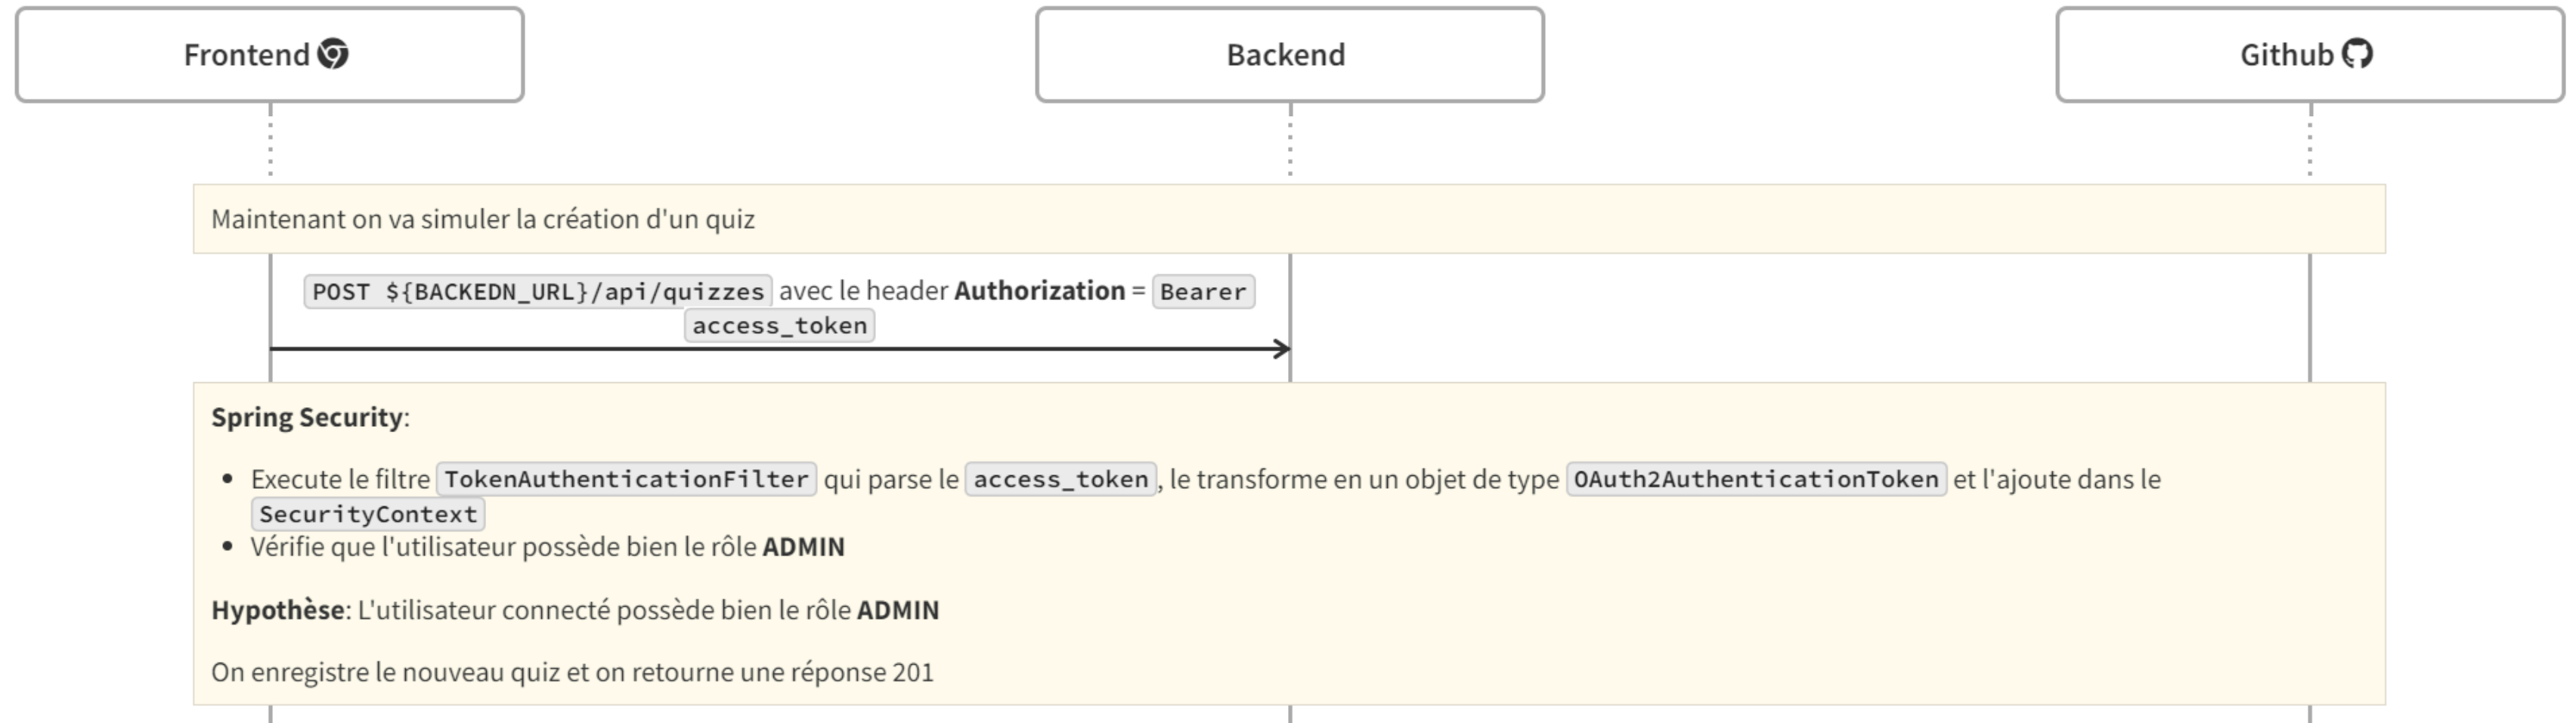 Frontend
Backend
Github
Maintenant on va simuler la création d'un quiz
POST ${BACKEDN_URL}/api/quizzes avec le header Authorization = Bearer
access_token
Spring Security:
• Execute le filtre TokenAuthenticationFilter qui parse le access_token, le transforme en un objet de type OAuth2AuthenticationToken et l'ajoute dans le
SecurityContext
• Vérifie que l'utilisateur possède bien le rôle ADMIN
Hypothèse: L'utilisateur connecté possède bien le rôle ADMIN
On enregistre le nouveau quiz et on retourne une réponse 201